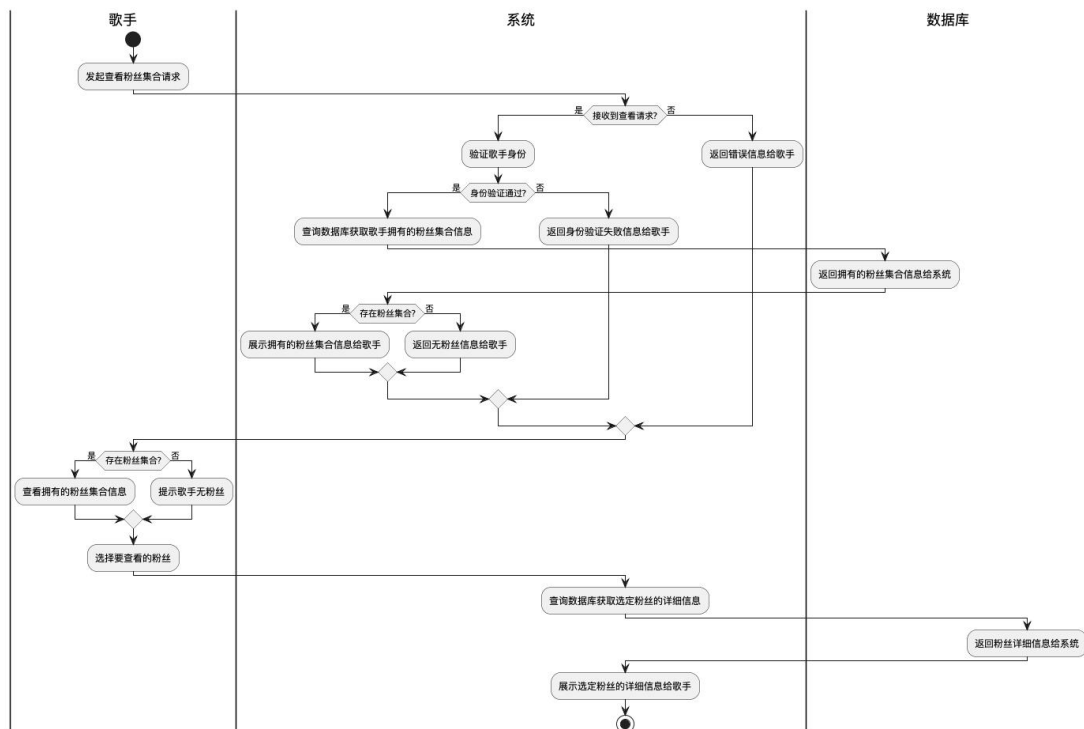 歌手
系统
数据库
发起查看粉丝集合请求
是
接收到查看请求?
否
验证歌手身份
返回错误信息给歌手
是
身份验证通过?
否
查询数据库获取歌手拥有的粉丝集合信息
返回身份验证失败信息给歌手
返回拥有的粉丝集合信息给系统
是
存在粉丝集合?
否
展示拥有的粉丝集合信息给歌手
返回无粉丝信息给歌手
是
存在粉丝集合?
否
查看拥有的粉丝集合信息
提示歌手无粉丝
选择要查看的粉丝
查询数据库获取选定粉丝的详细信息
返回粉丝详细信息给系统
展示选定粉丝的详细信息给歌手